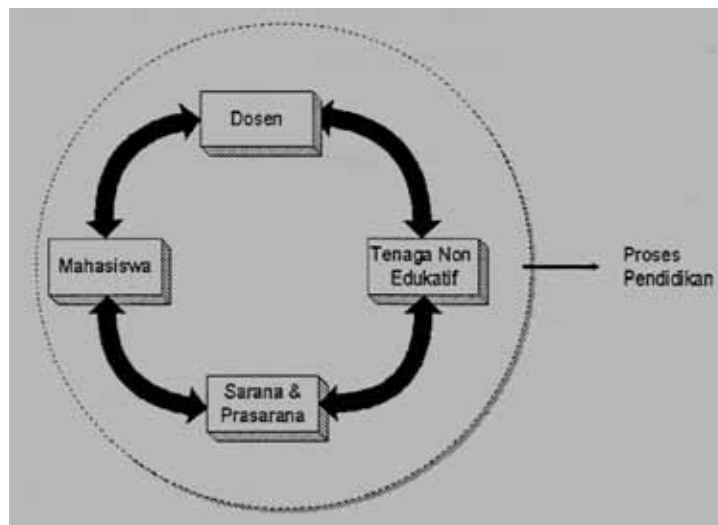 Dosen
Mahasiswa
Tenaga Non
Edukatif
Proses
Pendidikan
Sarana &
Prasarana